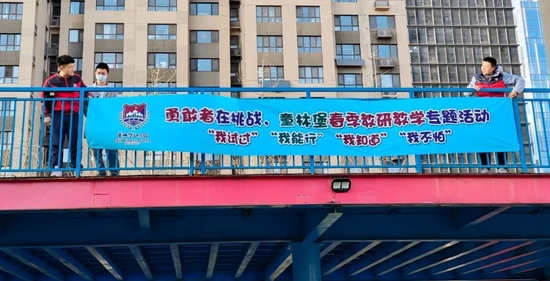 勇敢者在挑战，童林堡春季教研教学专题活动
“我试过” “我能行” “我知道” “我不怕”